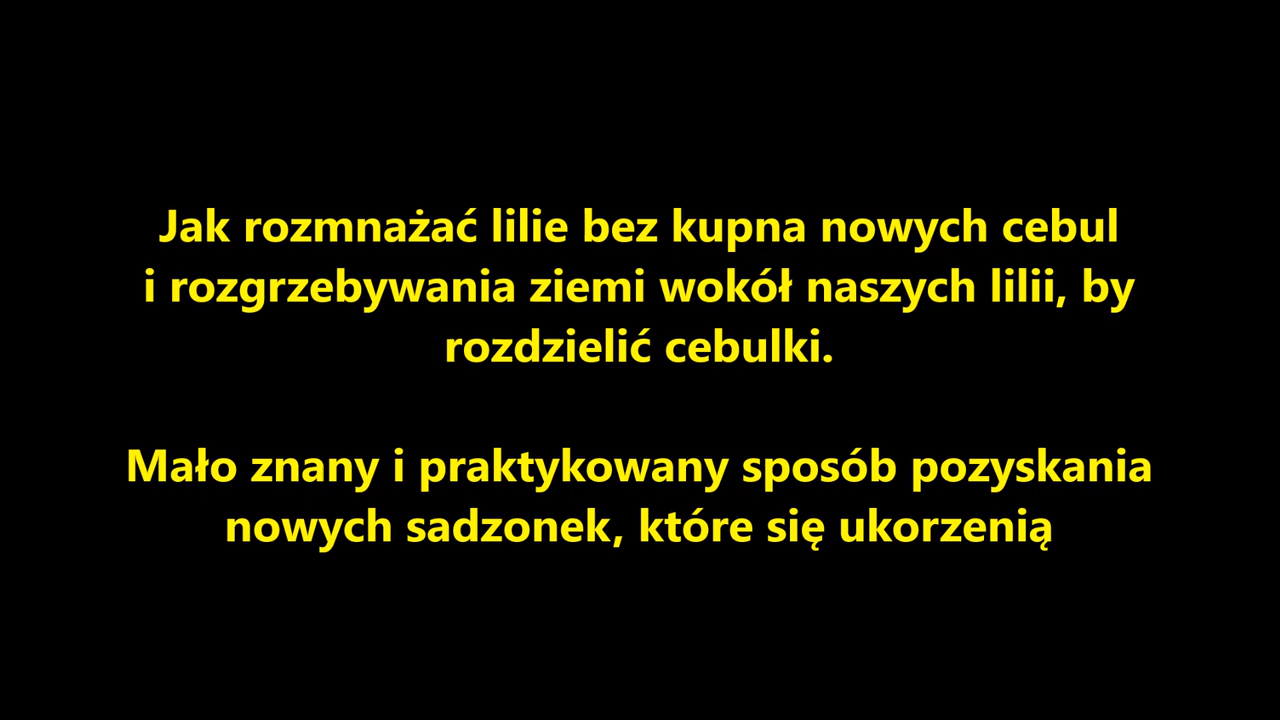 Jak rozmnażać lilie bez kupna nowych cebul
i rozgrzebywania ziemi wokół naszych lilii, by
rozdzielić cebulki.
Mało znany i praktykowany sposób pozyskania
nowych sadzonek, które się ukorzenią